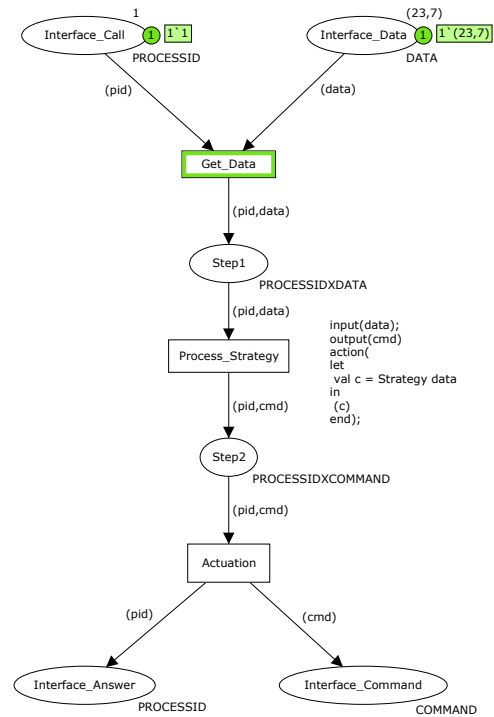 1
Interface_Call
1
1`1
PROCESSID
(23,7)
Interface_Data
1
1`(23,7)
DATA
(pid)
(data)
Get_Data
(pid,data)
Step1
PROCESSIDXDATA
(pid,data)
Process_Strategy
input(data);
output(cmd)
action(
let
val c = Strategy data
in
(c)
end);
(pid,cmd)
Step2
PROCESSIDXCOMMAND
(pid,cmd)
Actuation
(pid)
(cmd)
Interface_Answer
PROCESSID
Interface_Command
COMMAND